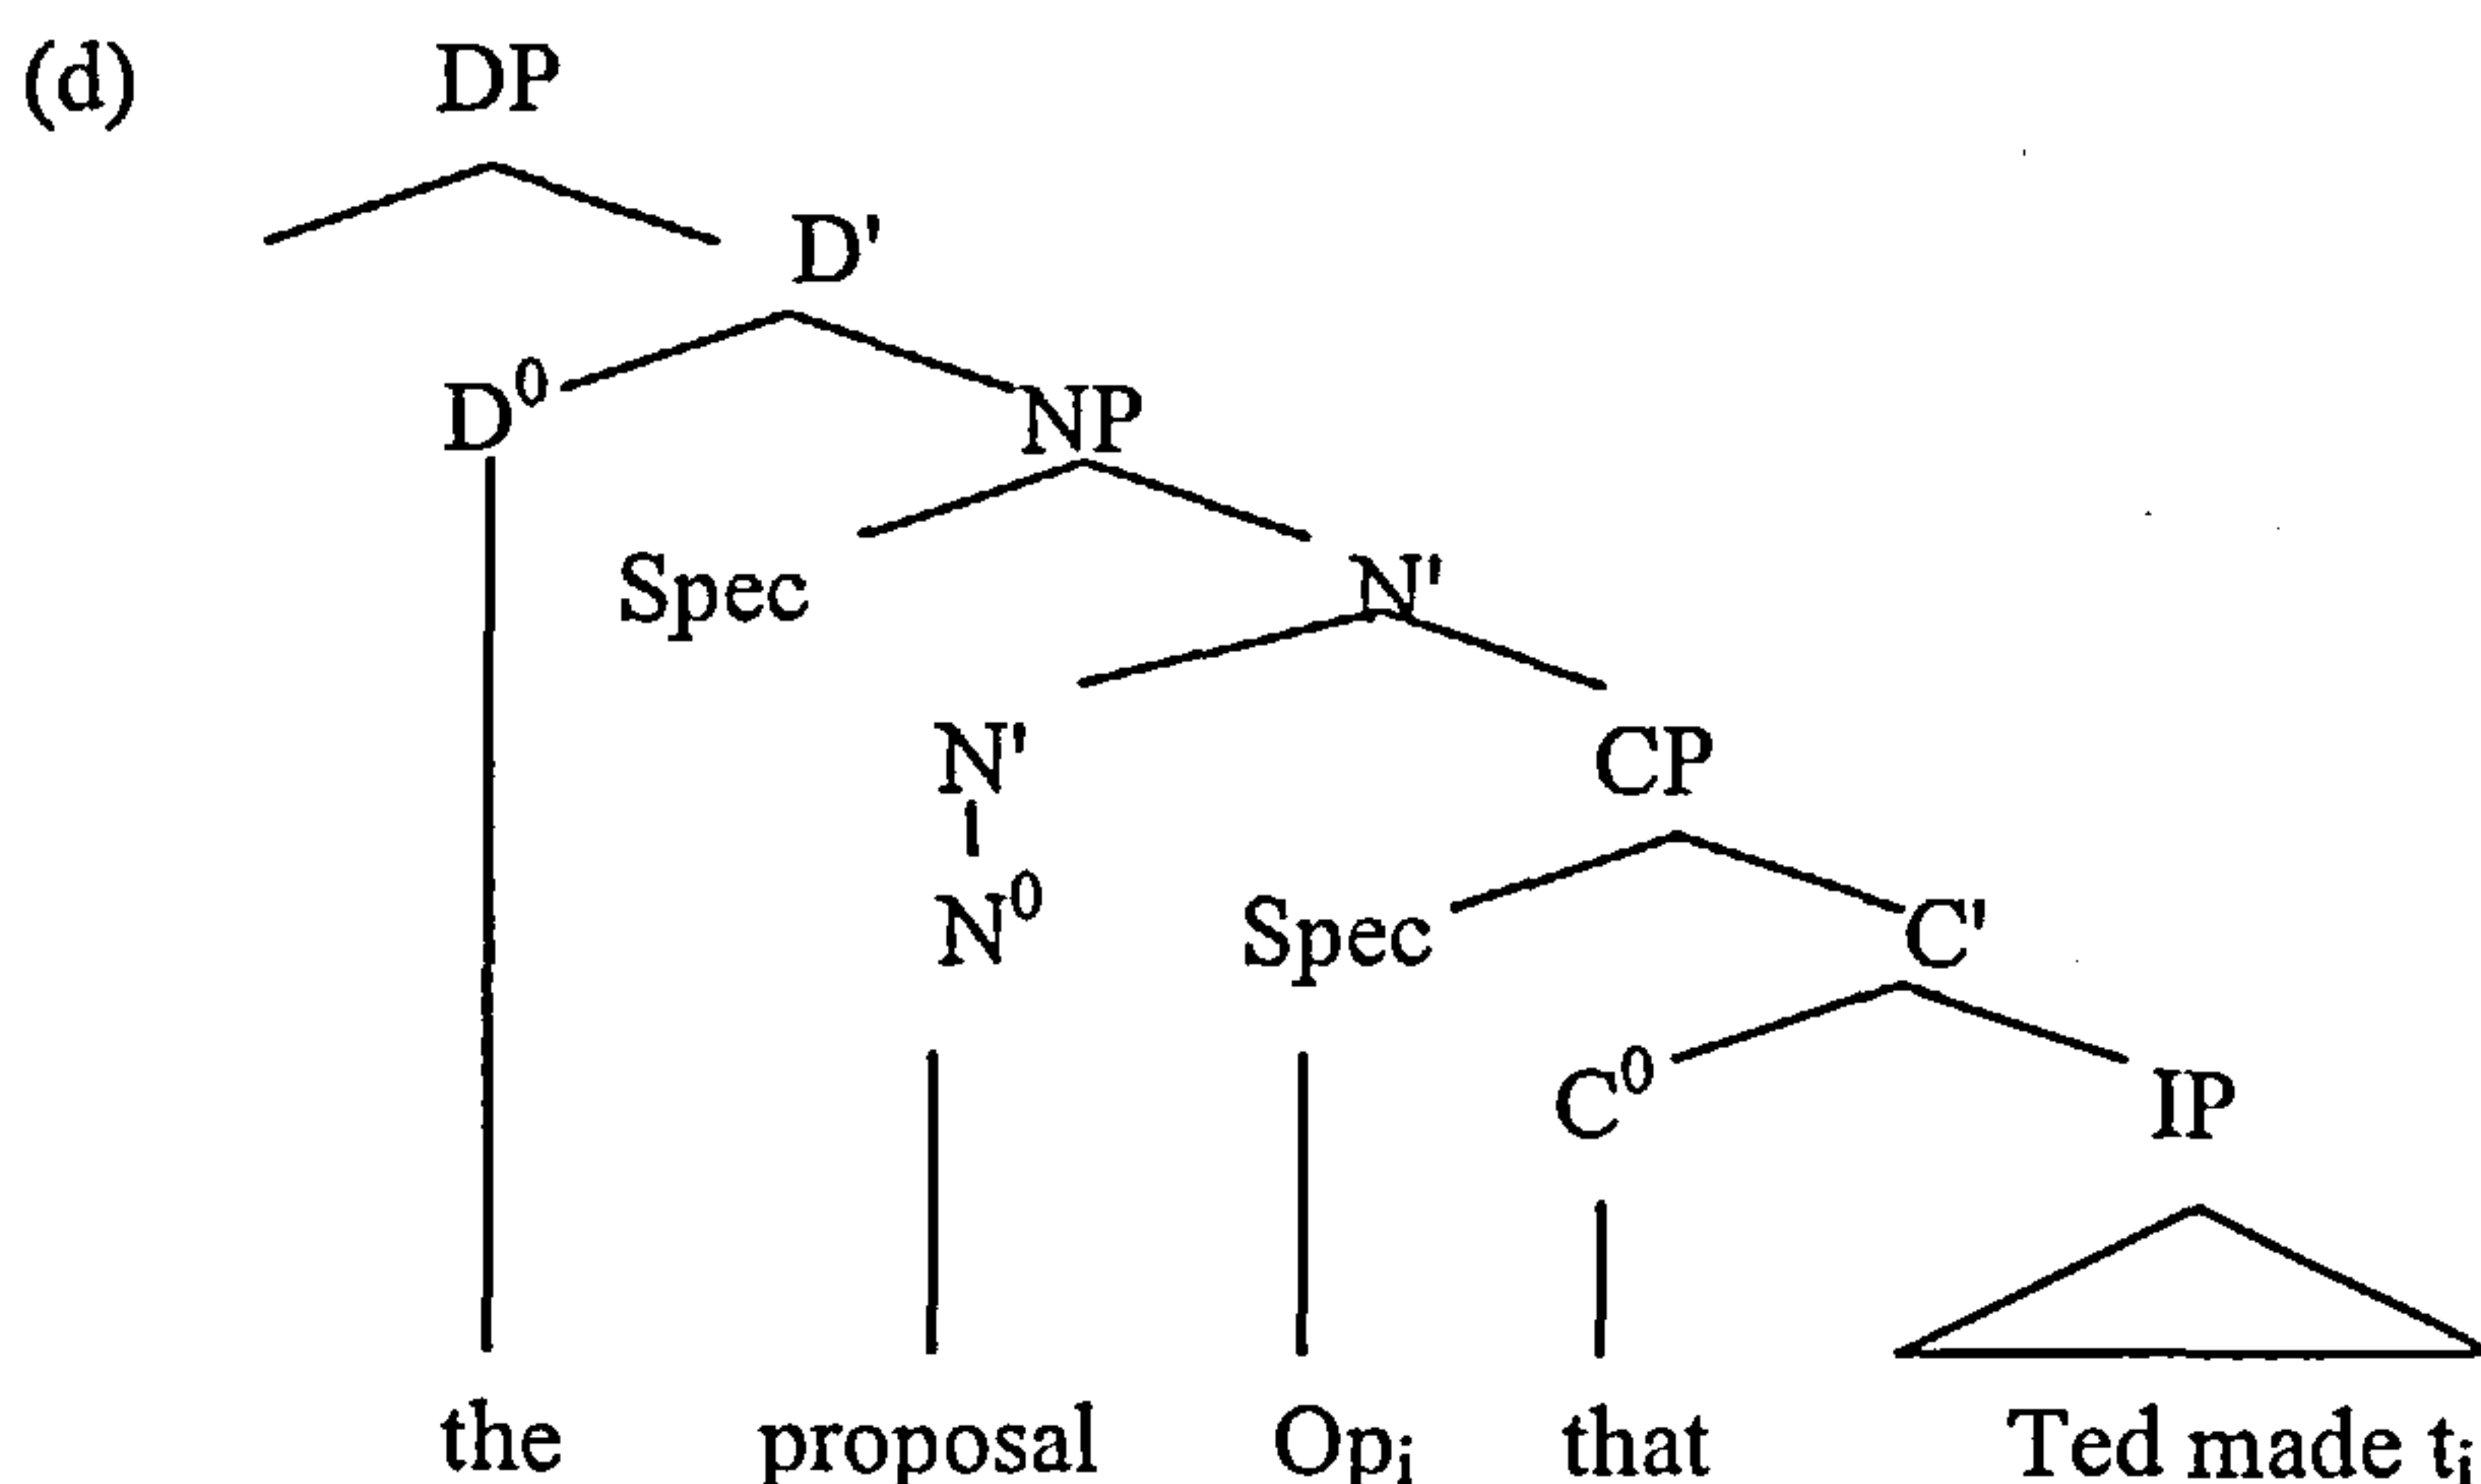 (d) DP
D'
D⁰ NP
Spec N'
N' CP
N⁰ Spec C'
C⁰ IP
the proposal Opᵢ that Ted made tᵢ